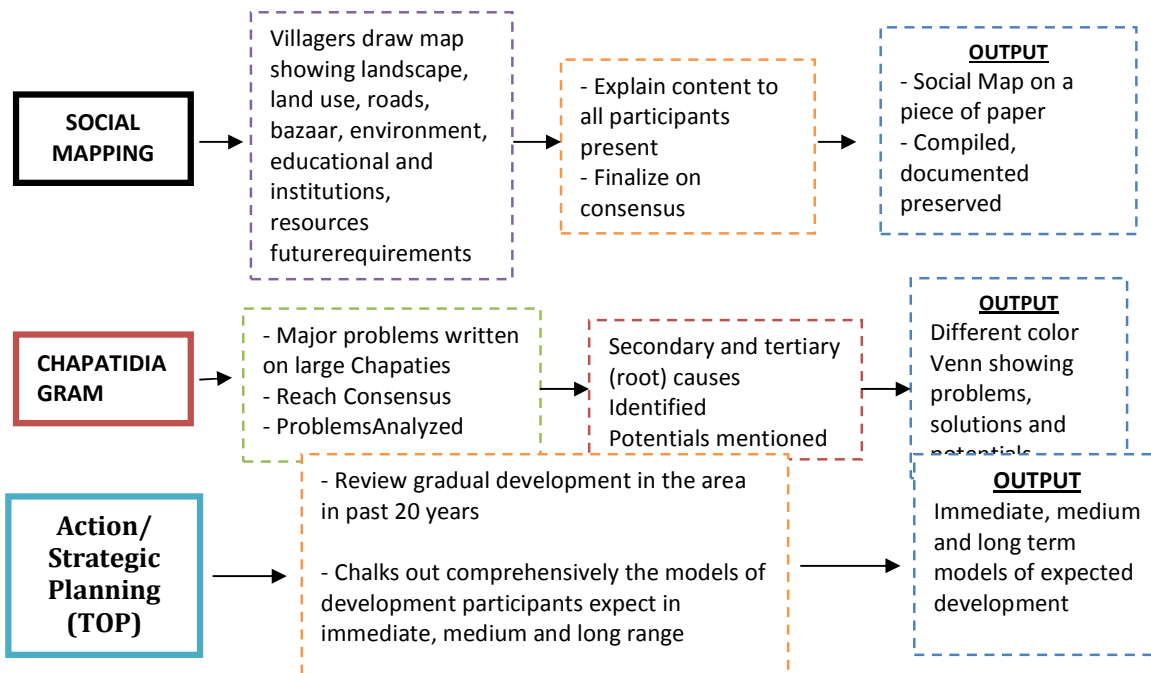 SOCIAL
MAPPING
Villagers draw map
showing landscape,
land use, roads,
bazaar, environment,
educational and
institutions,
resources
futurerequirements
- Explain content to
all participants
present
- Finalize on
consensus
OUTPUT
- Social Map on a
piece of paper
- Compiled,
documented
preserved
CHAPATIDIA
GRAM
- Major problems written
on large Chapaties
- Reach Consensus
- ProblemsAnalyzed
Secondary and tertiary
(root) causes
Identified
Potentials mentioned
OUTPUT
Different color
Venn showing
problems,
solutions and
potentials
Action/
Strategic
Planning
(TOP)
- Review gradual development in the area
in past 20 years
- Chalks out comprehensively the models of
development participants expect in
immediate, medium and long range
OUTPUT
Immediate, medium
and long term
models of expected
development